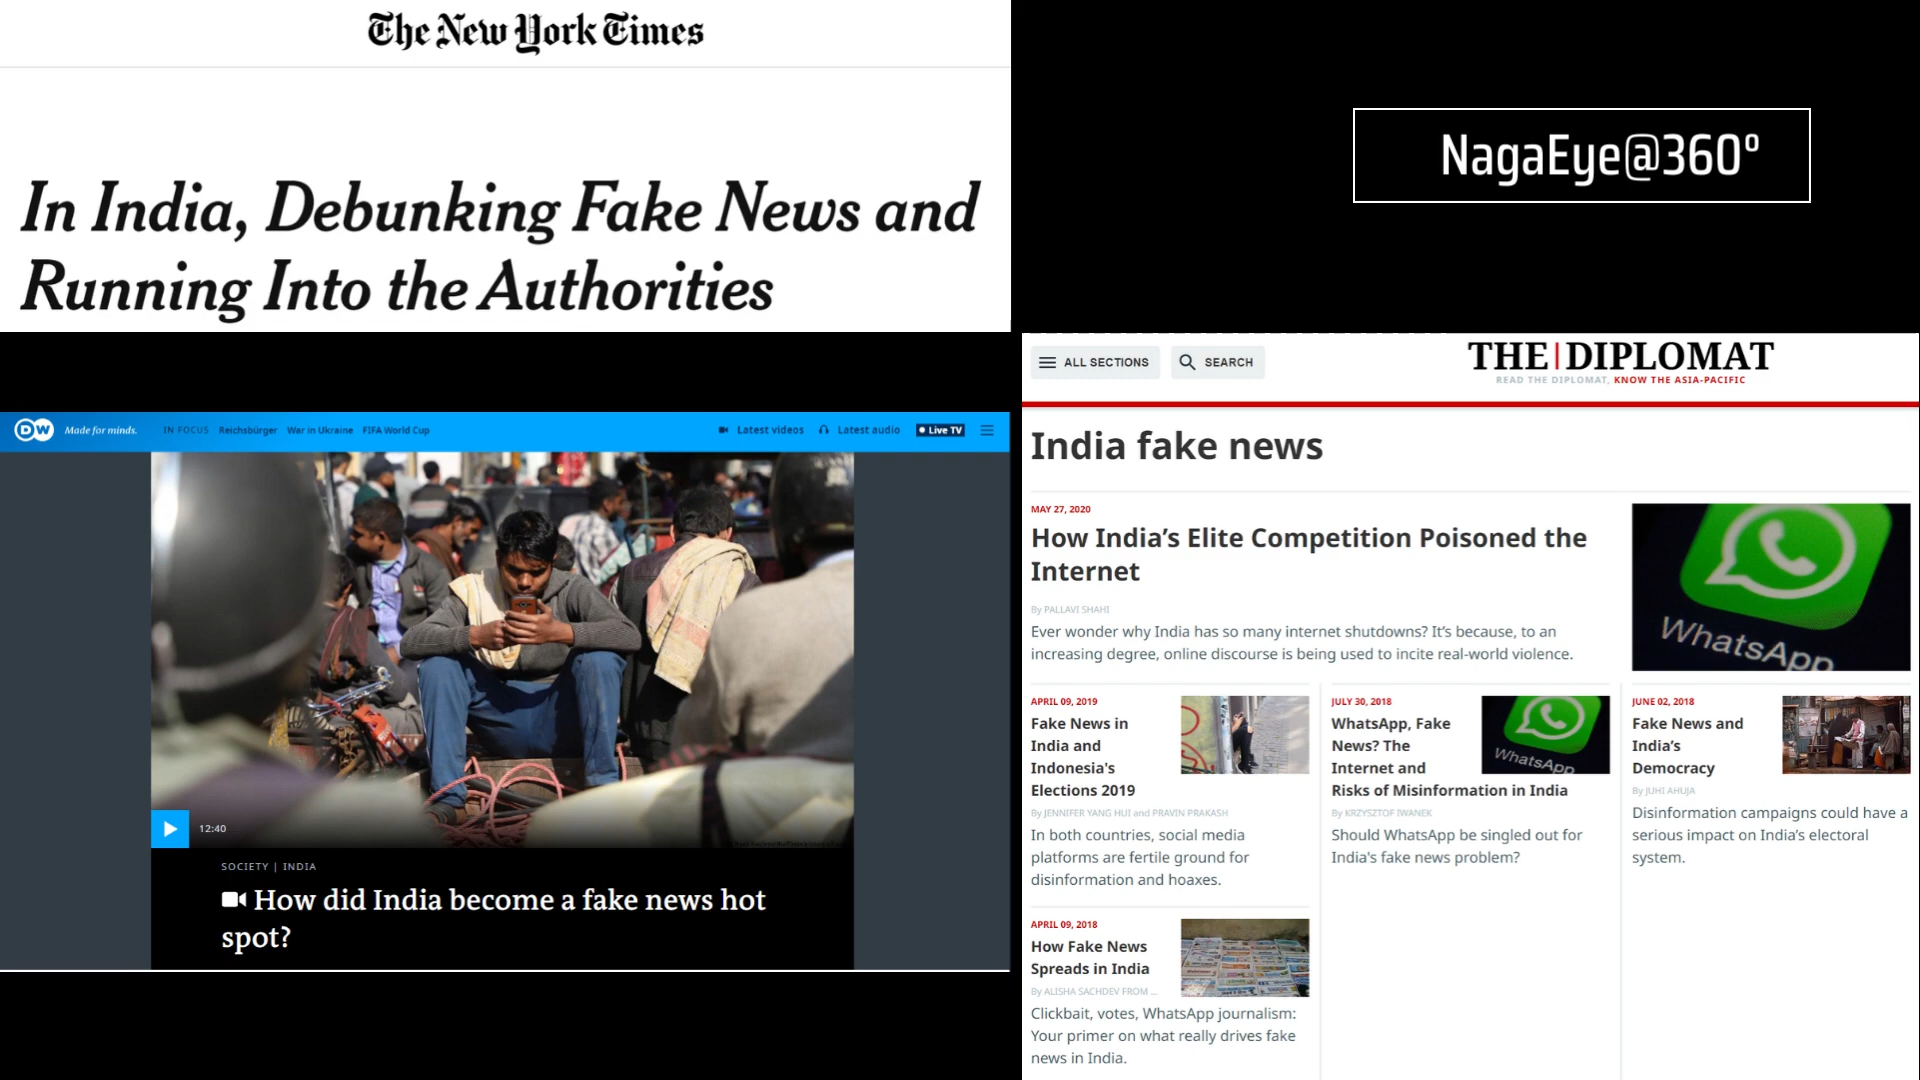 The New York Times
In India, Debunking Fake News and
Running Into the Authorities
NagaEye@360°
DW Made for minds. IN FOCUS Reichsbürger War in Ukraine FIFA World Cup Latest videos Latest audio Live TV
12:40
SOCIETY | INDIA
How did India become a fake news hot
spot?
ALL SECTIONS SEARCH THE|DIPLOMAT
READ THE DIPLOMAT, KNOW THE ASIA-PACIFIC
India fake news
MAY 27, 2020
How India's Elite Competition Poisoned the
Internet
By PALLAVI SHAHI
Ever wonder why India has so many internet shutdowns? It's because, to an
increasing degree, online discourse is being used to incite real-world violence.
WhatsApp
APRIL 09, 2019
Fake News in
India and
Indonesia's
Elections 2019
By JENNIFER YANG HUI and PRAVIN PRAKASH
In both countries, social media
platforms are fertile ground for
disinformation and hoaxes.
JULY 30, 2018
WhatsApp, Fake
News? The
Internet and
Risks of Misinformation in India
WhatsApp
By KRZYSZTOF IWANEK
Should WhatsApp be singled out for
India's fake news problem?
JUNE 02, 2018
Fake News and
India's
Democracy
By JUHI AHUJA
Disinformation campaigns could have a
serious impact on India's electoral
system.
APRIL 09, 2018
How Fake News
Spreads in India
By ALISHA SACHDEV FROM ...
Clickbait, votes, WhatsApp journalism:
Your primer on what really drives fake
news in India.